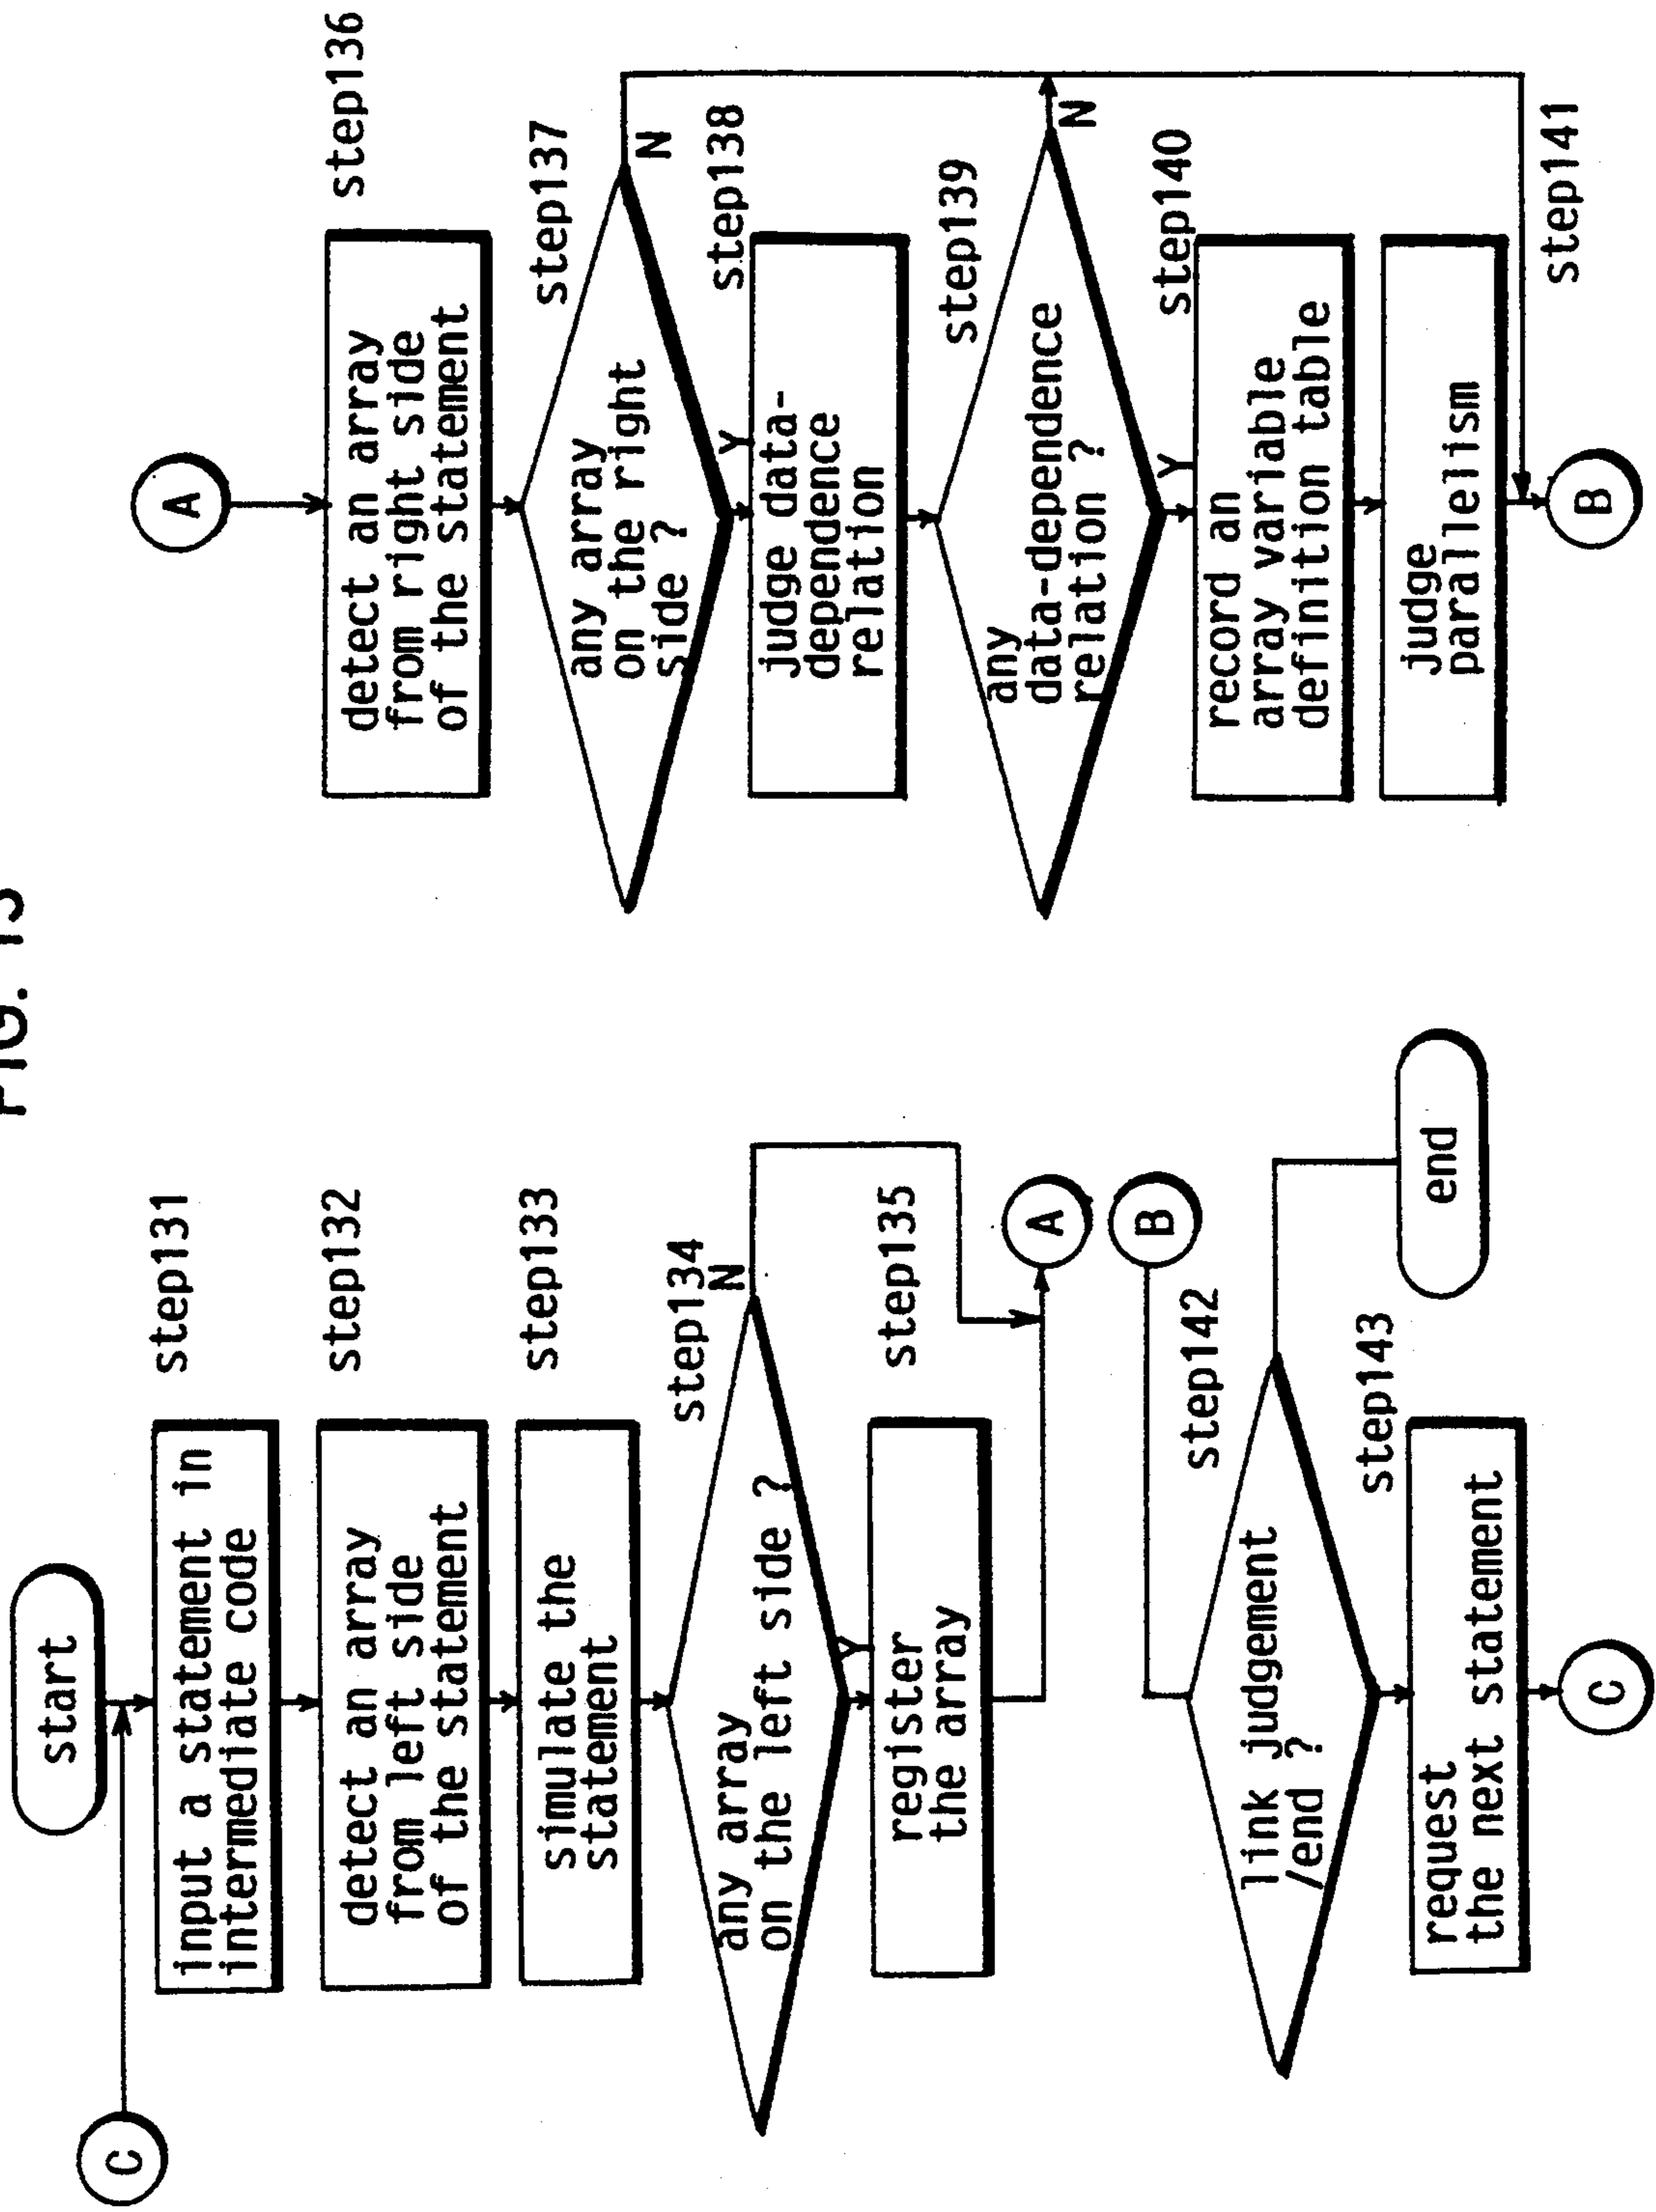 FIG. 13
start
C
input a statement in
intermediate code
step131
detect an array
from left side
of the statement
step132
simulate the
statement
step133
any array
on the left side ?
step134
N
Y
register
the array
step135
A
B
link judgement
/end ?
step142
end
request
the next statement
step143
C
A
detect an array
from right side
of the statement
step136
any array
on the right
side ?
step137
N
Y
judge data-
dependence
relation
step138
any
data-dependence
relation ?
step139
N
Y
record an
array variable
definition table
step140
judge
parallelism
step141
B